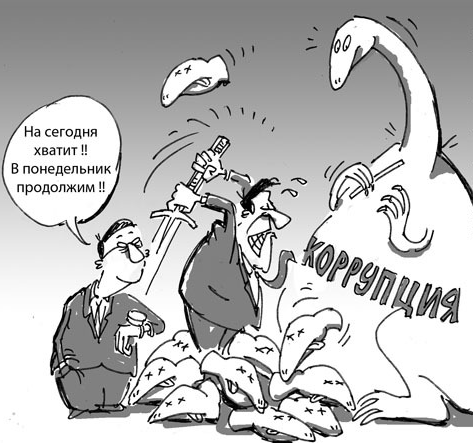 На сегодня
хватит !!
В понедельник
продолжим !!
КОРРУПЦИЯ